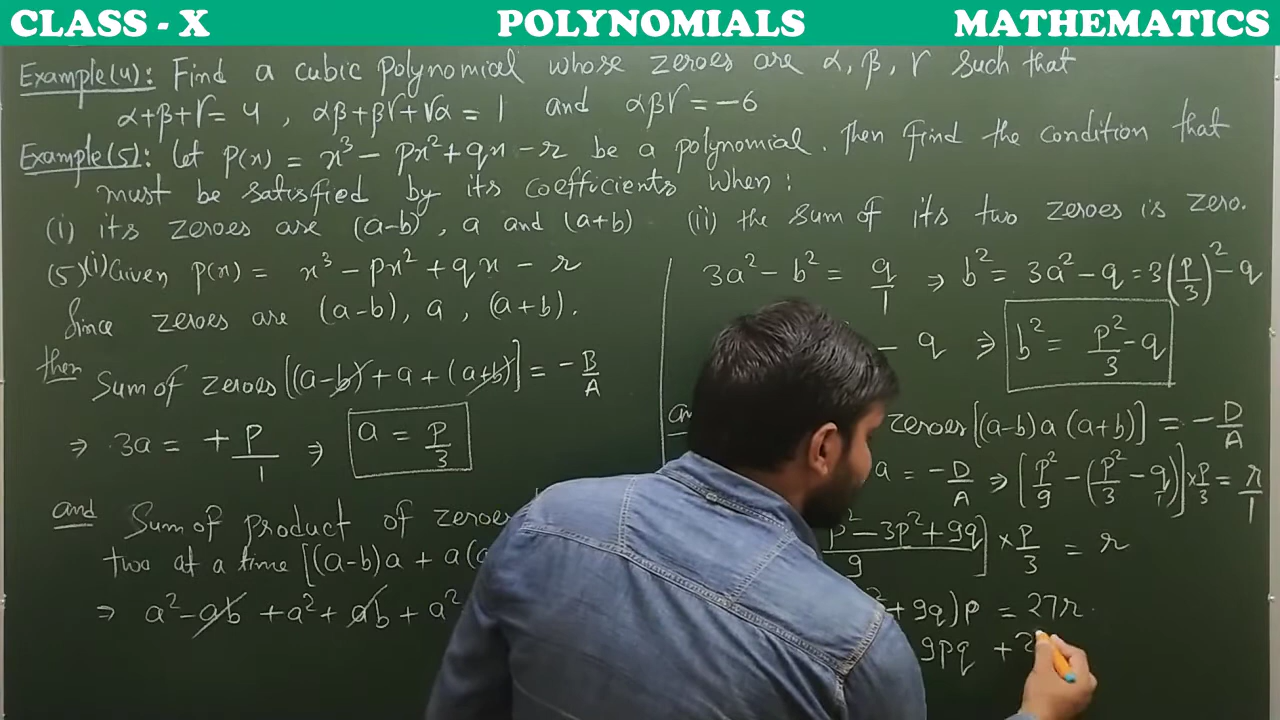 CLASS - X POLYNOMIALS MATHEMATICS
Example(4): Find a cubic polynomial whose zeroes are α, β, γ such that
α+β+γ = 4 , αβ+βγ+γα = 1 and αβγ = -6
Example(5): Let p(x) = x³ - px² + qx - r be a polynomial. Then find the condition that
must be satisfied by its coefficients when:
(i) its zeroes are (a-b), a and (a+b) (ii) the sum of its two zeroes is zero.
(5)(i) Given p(x) = x³ - px² + qx - r
Since zeroes are (a-b), a, (a+b).
then Sum of zeroes [(a-b) + a + (a+b)] = -B/A
⇒ 3a = +p/1 ⇒ a = p/3
and Sum of product of zeroes
two at a time [(a-b)a + a(a
⇒ a² - ab + a² + ab + a²
3a² - b² = q/1 ⇒ b² = 3a² - q = 3(p/3)² - q
- q ⇒ b² = p²/3 - q
zeroes [(a-b)a(a+b)] = -D/A
a = -D/A ⇒ [p²/9 - (p²/3 - q/1)] × p/3 = r/1
p² - 3p² + 9q/9] × p/3 = r
² + 9q)p = 27r
9pq + 2